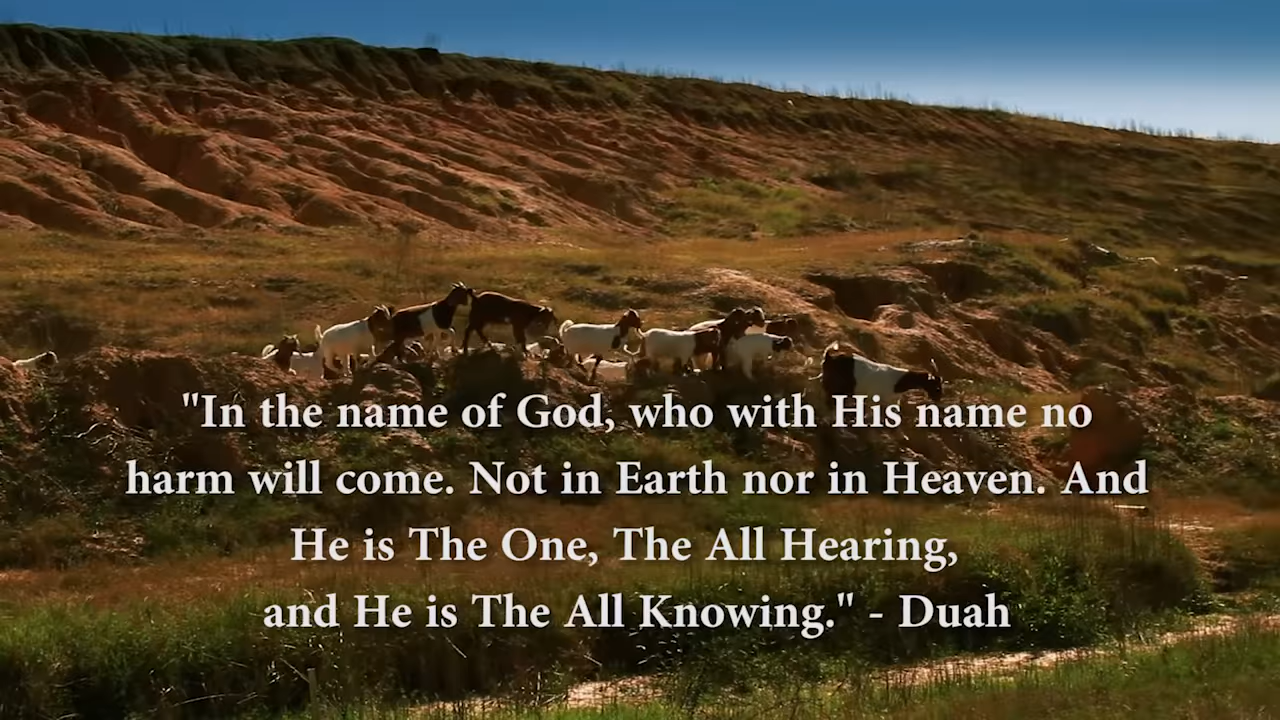 "In the name of God, who with His name no
harm will come. Not in Earth nor in Heaven. And
He is The One, The All Hearing,
and He is The All Knowing." - Duah